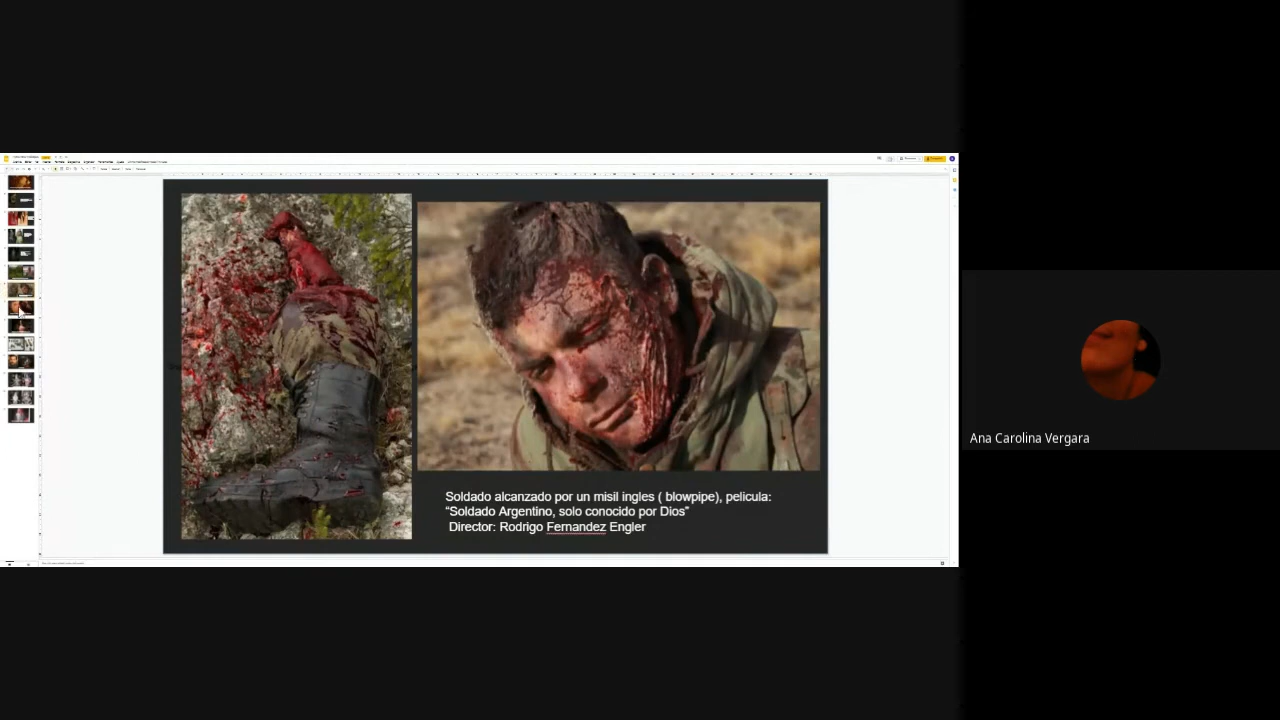 Soldado alcanzado por un misil ingles ( blowpipe), pelicula:
“Soldado Argentino, solo conocido por Dios”
Director: Rodrigo Fernandez Engler
Ana Carolina Vergara